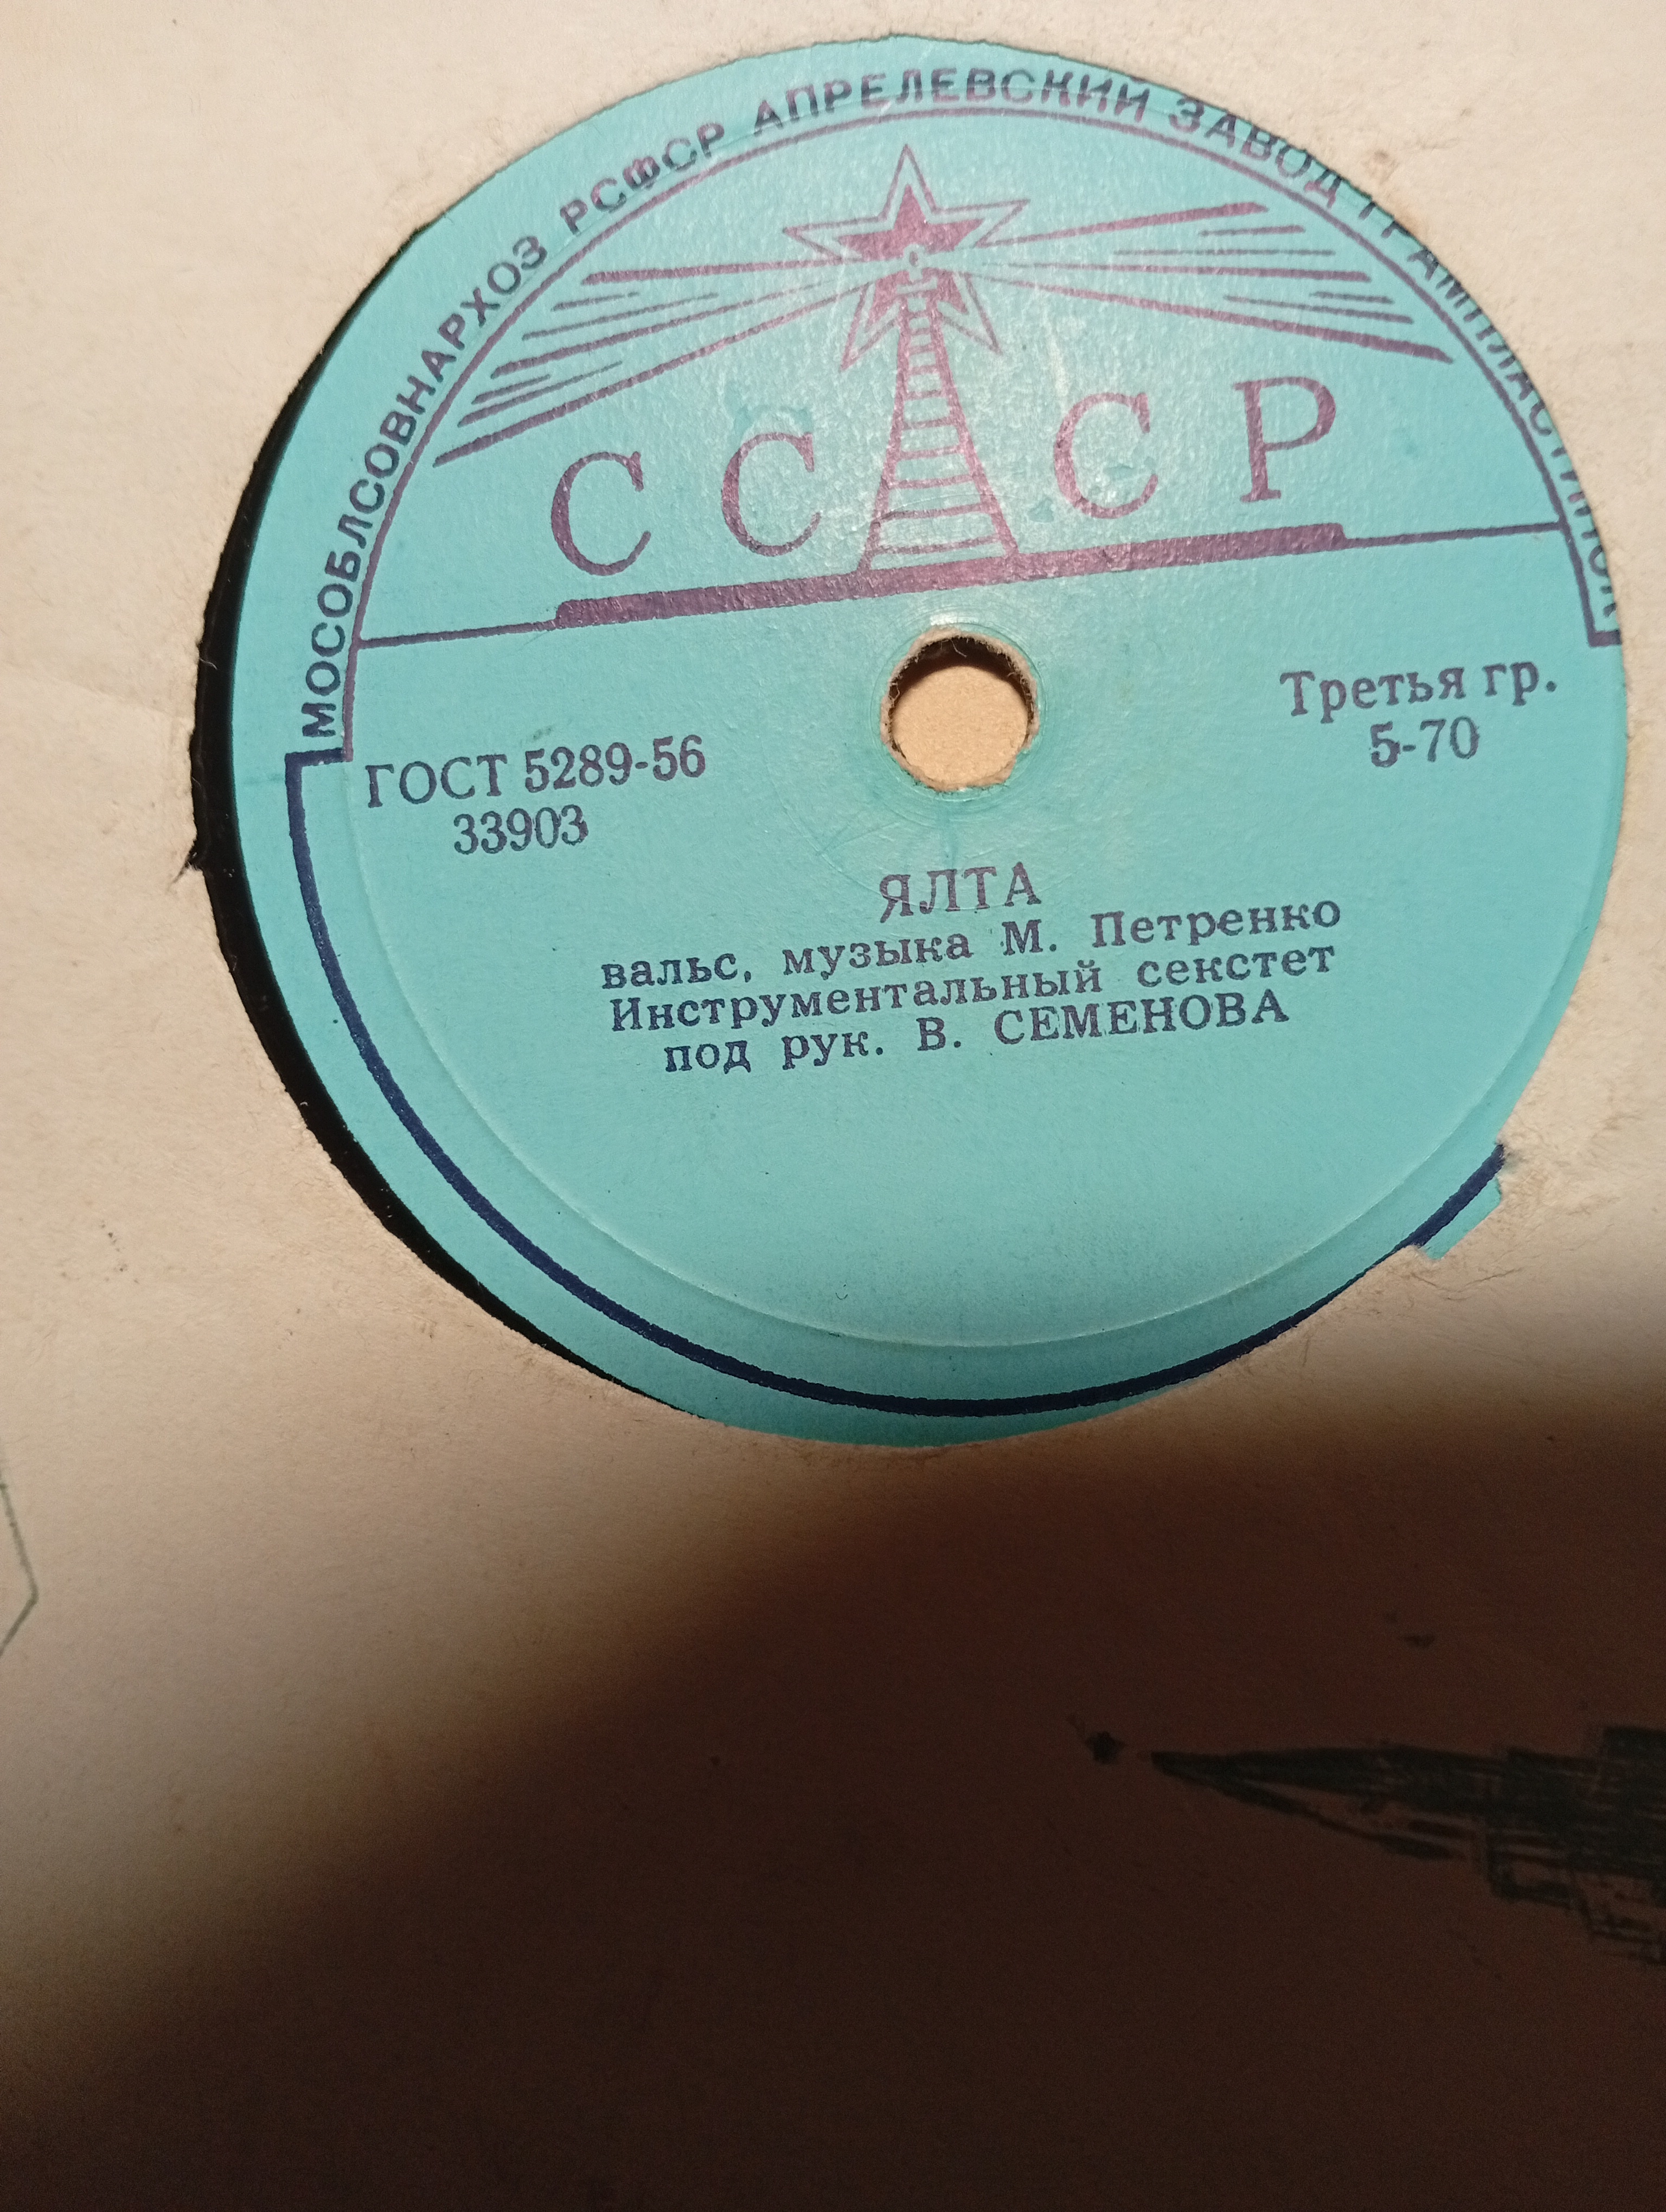 МОСОБЛСОВНАРХОЗ РСФСР АПРЕЛЕВСКИЙ ЗАВОД ГРАМПЛАСТИНОК
СССР
ГОСТ 5289-56
33903
Третья гр.
5-70
ЯЛТА
вальс, музыка М. Петренко
Инструментальный секстет
под рук. В. СЕМЕНОВА